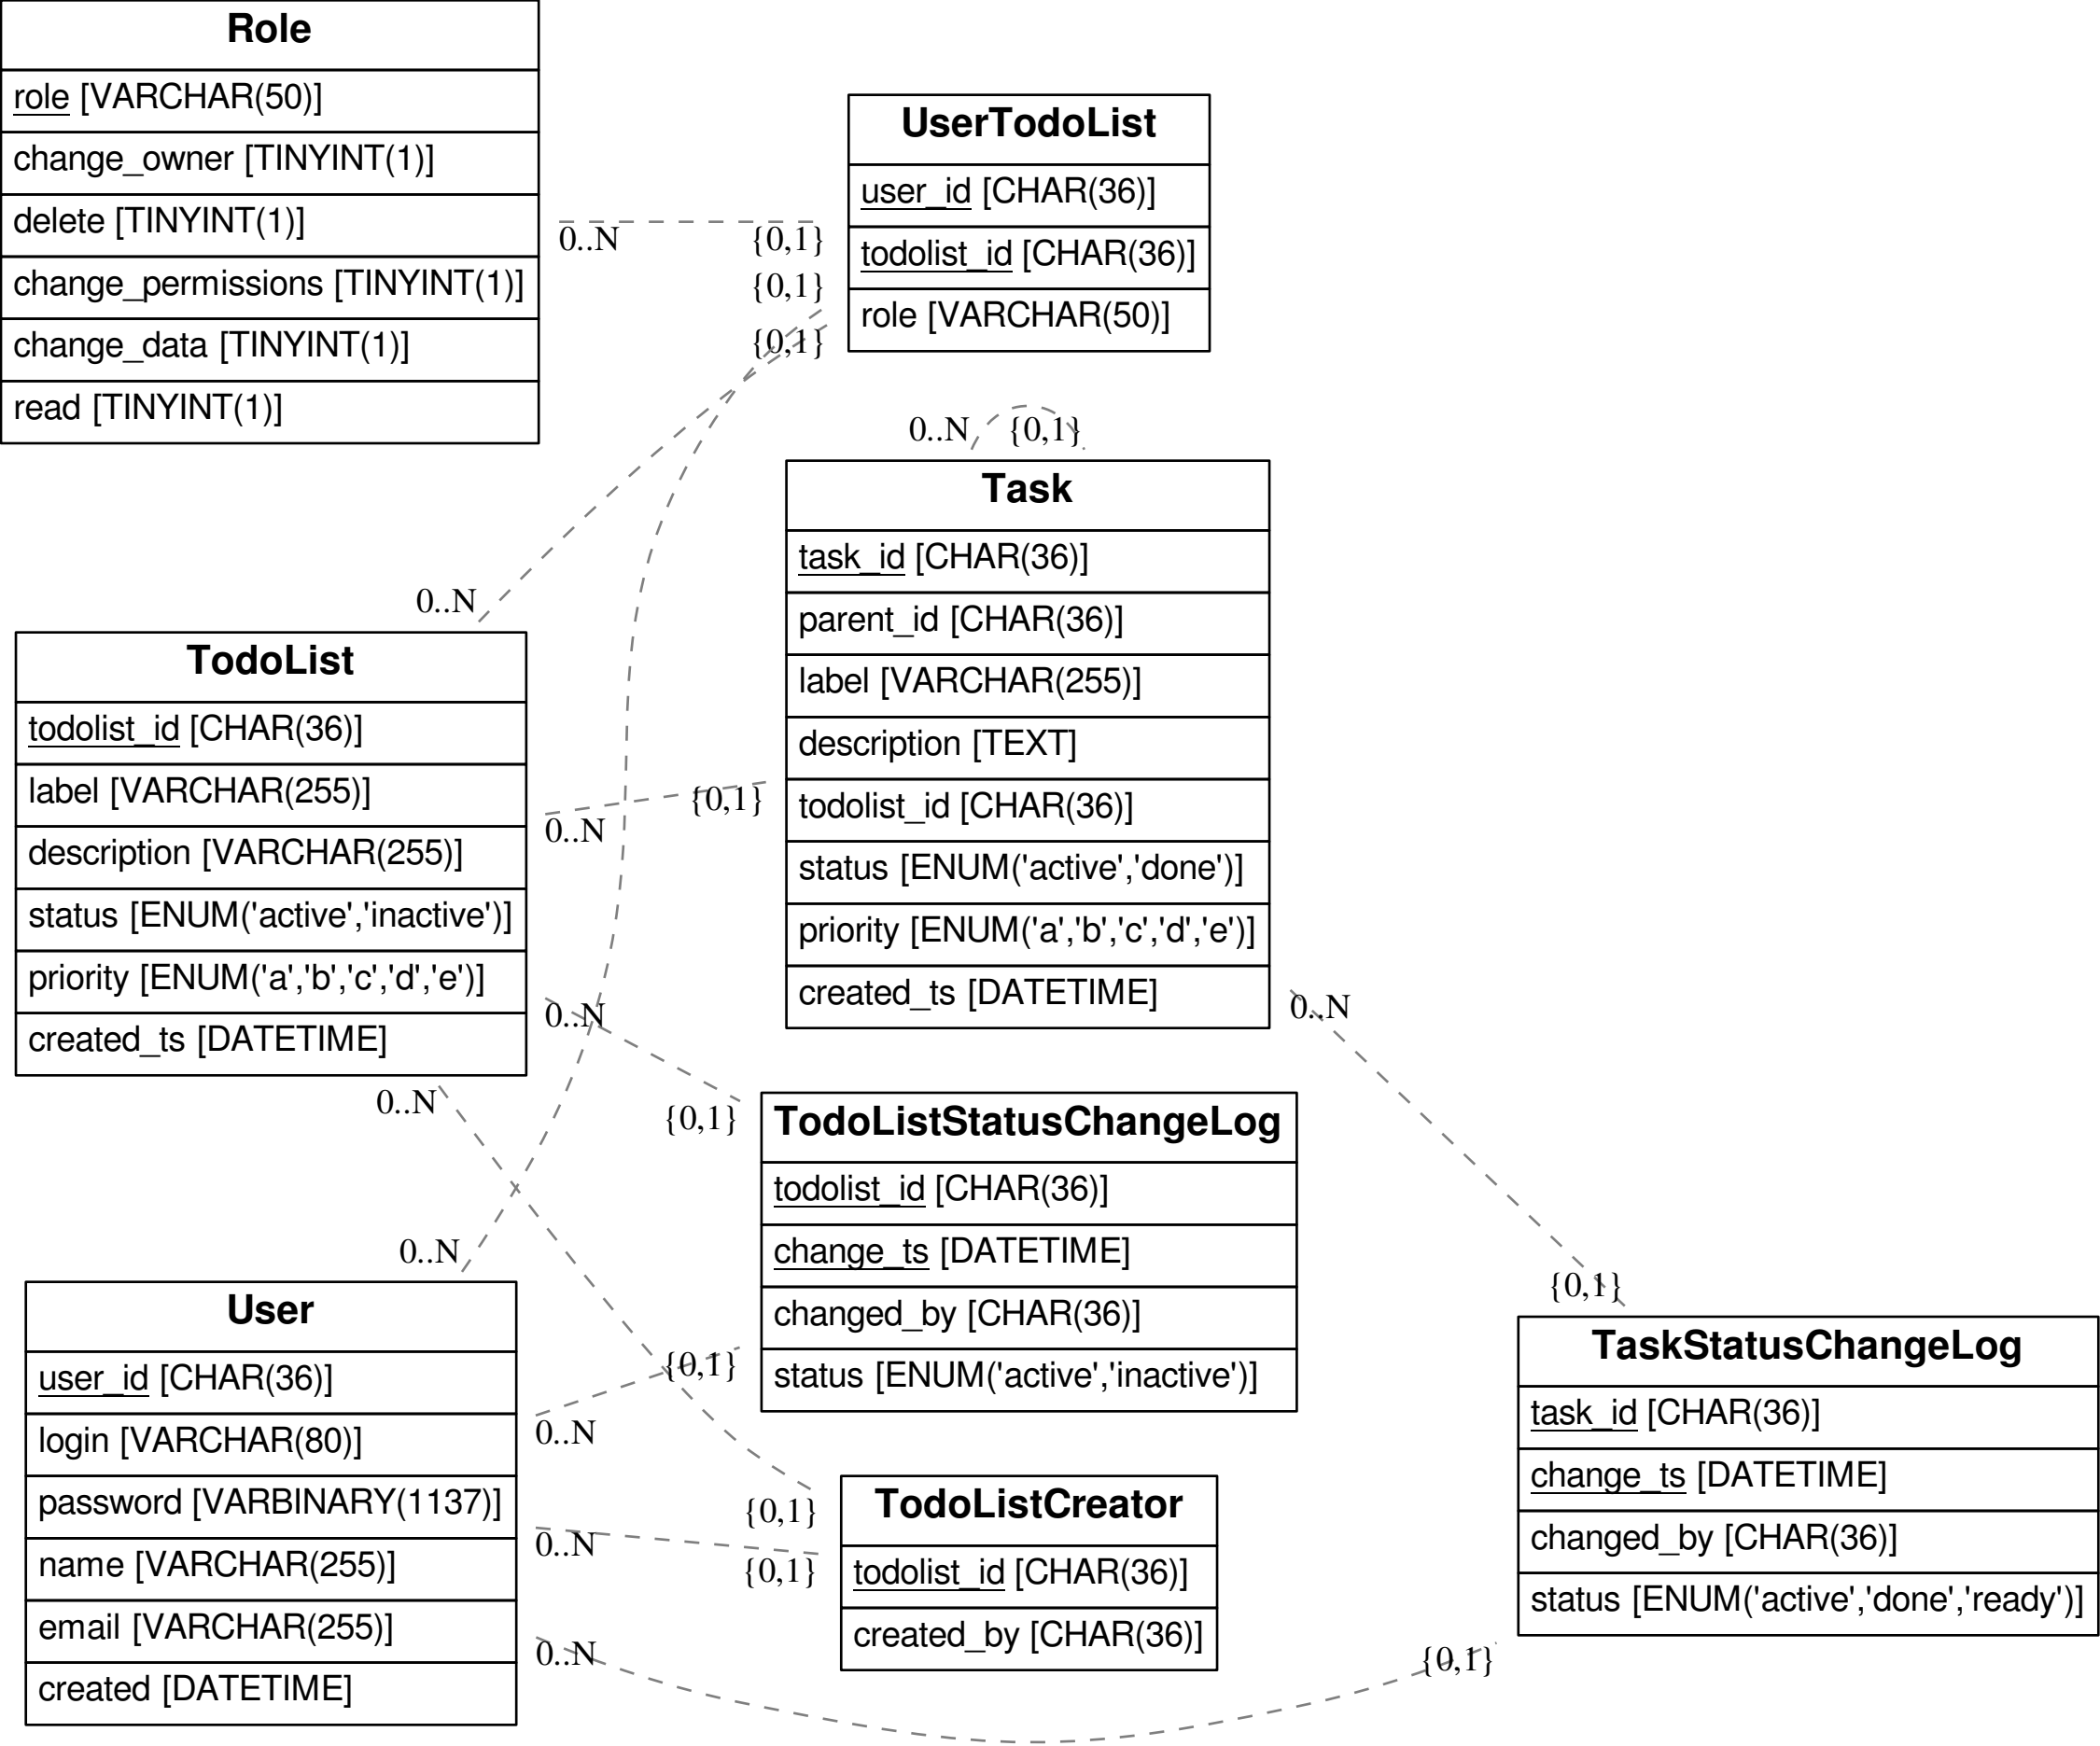 Role
role [VARCHAR(50)]
change_owner [TINYINT(1)]
delete [TINYINT(1)]
change_permissions [TINYINT(1)]
change_data [TINYINT(1)]
read [TINYINT(1)]
UserTodoList
user_id [CHAR(36)]
todolist_id [CHAR(36)]
role [VARCHAR(50)]
0..N
{0,1}
{0,1}
{0,1}
0..N
{0,1}
Task
task_id [CHAR(36)]
parent_id [CHAR(36)]
label [VARCHAR(255)]
description [TEXT]
todolist_id [CHAR(36)]
status [ENUM('active','done')]
priority [ENUM('a','b','c','d','e')]
created_ts [DATETIME]
0..N
TodoList
todolist_id [CHAR(36)]
label [VARCHAR(255)]
description [VARCHAR(255)]
status [ENUM('active','inactive')]
priority [ENUM('a','b','c','d','e')]
created_ts [DATETIME]
{0,1}
0..N
0..N
0..N
0..N
{0,1}
TodoListStatusChangeLog
todolist_id [CHAR(36)]
change_ts [DATETIME]
changed_by [CHAR(36)]
status [ENUM('active','inactive')]
0..N
{0,1}
User
user_id [CHAR(36)]
login [VARCHAR(80)]
password [VARBINARY(1137)]
name [VARCHAR(255)]
email [VARCHAR(255)]
created [DATETIME]
{0,1}
0..N
{0,1}
0..N
{0,1}
0..N
{0,1}
TodoListCreator
todolist_id [CHAR(36)]
created_by [CHAR(36)]
TaskStatusChangeLog
task_id [CHAR(36)]
change_ts [DATETIME]
changed_by [CHAR(36)]
status [ENUM('active','done','ready')]